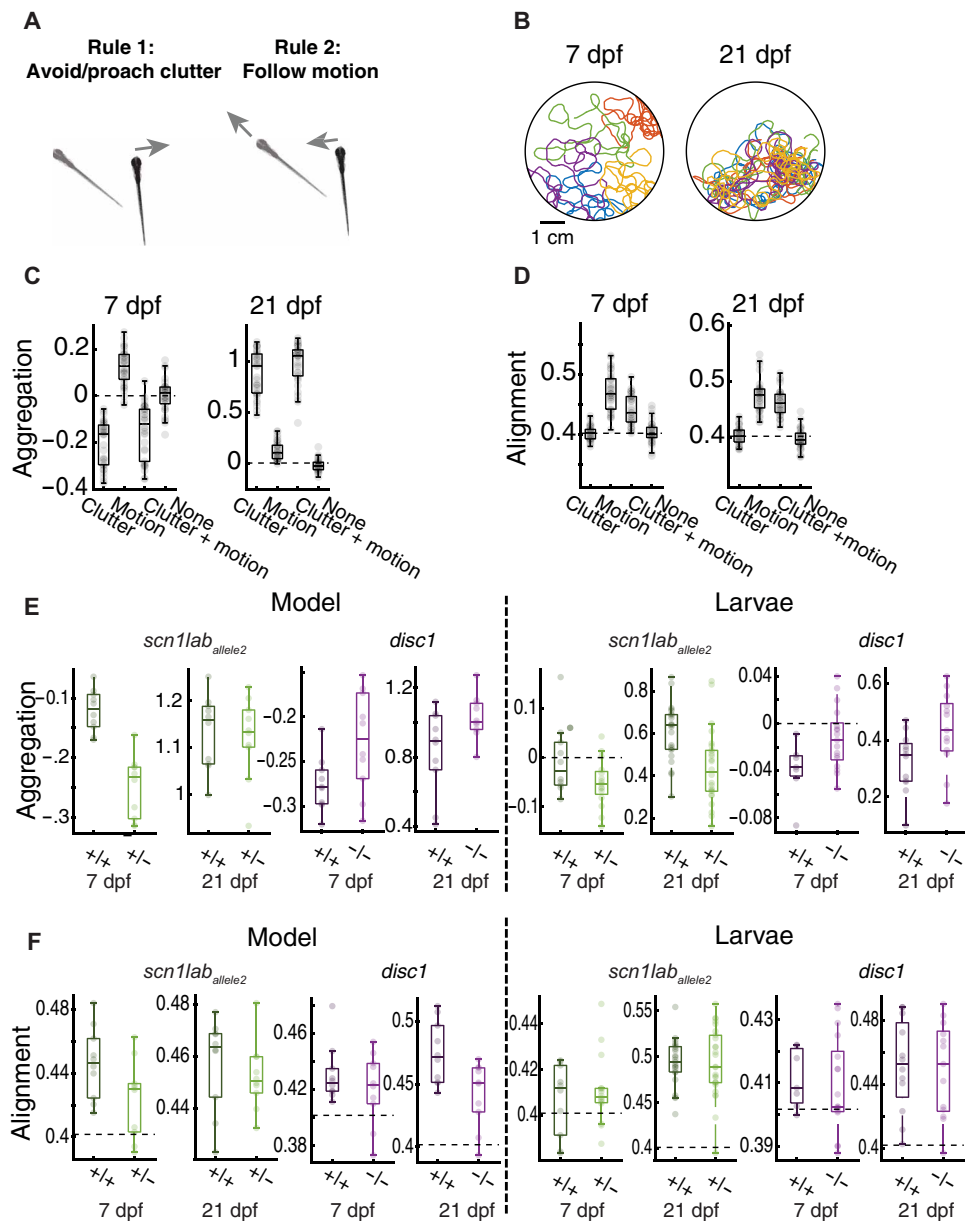 A
Rule 1:
Avoid/proach clutter
Rule 2:
Follow motion
B
7 dpf
21 dpf
1 cm
C
7 dpf
21 dpf
Aggregation
0.2
0
−0.2
−0.4
1
0.5
0
Clutter
Motion
Clutter + motion
None
Clutter
Motion
Clutter + motion
None
D
7 dpf
21 dpf
Alignment
0.5
0.4
0.6
0.5
0.4
Clutter
Motion
Clutter + motion
None
Clutter
Motion
Clutter +motion
None
E
Model
Larvae
scn1lab allele2
disc1
scn1lab allele2
disc1
Aggregation
−0.1
−0.2
−0.3
1.2
1.1
1
−0.2
−0.25
−0.3
1.2
0.8
0.4
0.1
0
−0.1
0.8
0.6
0.4
0.2
0
0.04
0
−0.04
−0.08
0.6
0.4
0.2
+/+
+/−
+/+
+/−
+/+
−/−
+/+
−/−
+/+
+/−
+/+
+/−
+/+
−/−
+/+
−/−
7 dpf
21 dpf
7 dpf
21 dpf
7 dpf
21 dpf
7 dpf
21 dpf
F
Model
Larvae
scn1lab allele2
disc1
scn1lab allele2
disc1
Alignment
0.48
0.44
0.4
0.48
0.46
0.44
0.46
0.42
0.38
0.5
0.45
0.4
0.44
0.42
0.4
0.55
0.5
0.45
0.4
0.43
0.41
0.39
0.5
0.45
0.4
+/+
+/−
+/+
+/−
+/+
−/−
+/+
−/−
+/+
+/−
+/+
+/−
+/+
−/−
+/+
−/−
7 dpf
21 dpf
7 dpf
21 dpf
7 dpf
21 dpf
7 dpf
21 dpf